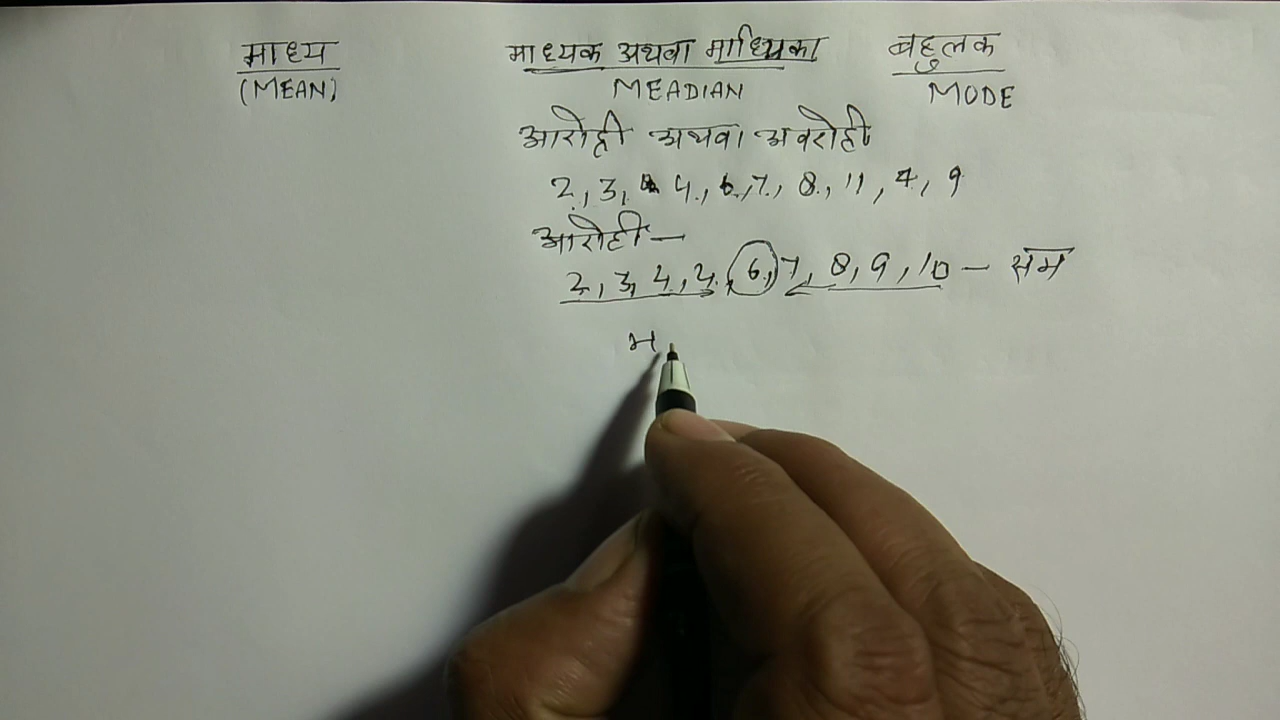 माध्य माध्यक अथवा माध्यिका बहुलक
(MEAN) MEADIAN MODE
आरोही अथवा अवरोही
2, 3, 4, 6, 7, 8, 11, 4, 9
आरोही —
2, 3, 4, 4, 6, 7, 8, 9, 10 — सम
म